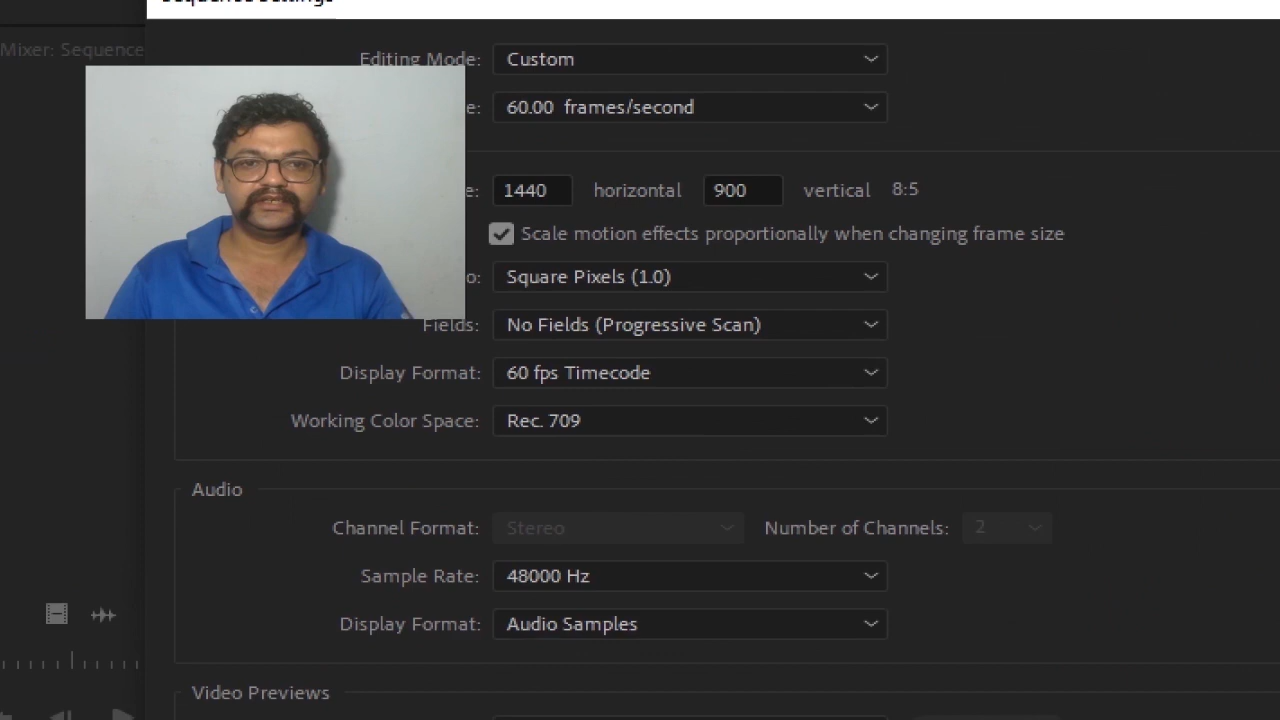 Sequence Settings
Mixer: Sequence
Editing Mode: Custom
e: 60.00 frames/second
e: 1440 horizontal 900 vertical 8:5
Scale motion effects proportionally when changing frame size
o: Square Pixels (1.0)
Fields: No Fields (Progressive Scan)
Display Format: 60 fps Timecode
Working Color Space: Rec. 709
Audio
Channel Format: Stereo Number of Channels: 2
Sample Rate: 48000 Hz
Display Format: Audio Samples
Video Previews